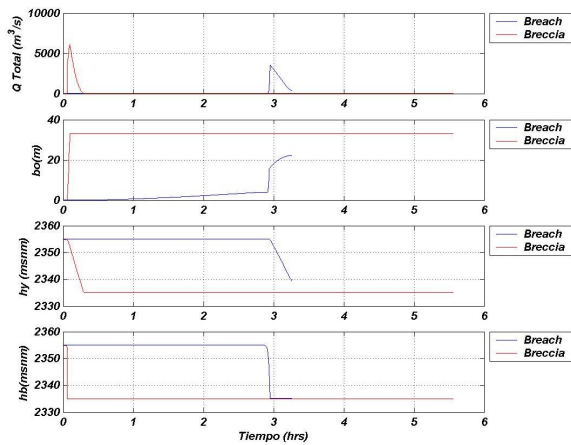 Q Total (m³/s)
10000
5000
0
0 1 2 3 4 5 6
Breach
Breccia
bo(m)
40
20
0
0 1 2 3 4 5 6
Breach
Breccia
hy (msnm)
2360
2350
2340
2330
0 1 2 3 4 5 6
Breach
Breccia
hb(msnm)
2360
2350
2340
2330
0 1 2 3 4 5 6
Tiempo (hrs)
Breach
Breccia